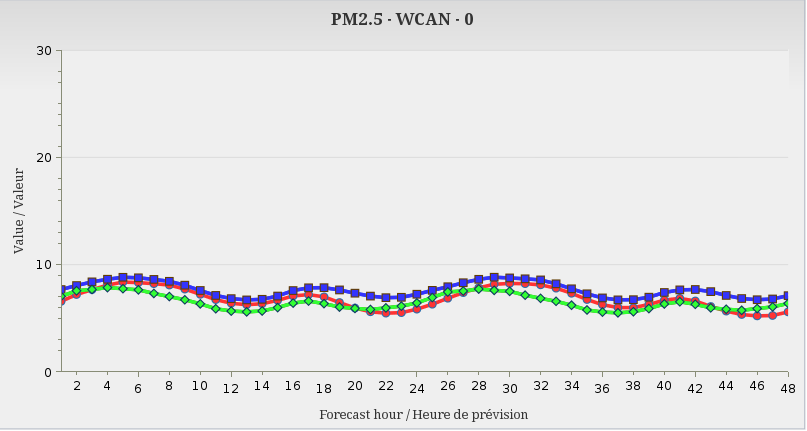 PM2.5 - WCAN - 0
30
20
10
0
Value / Valeur
2 4 6 8 10 12 14 16 18 20 22 24 26 28 30 32 34 36 38 40 42 44 46 48
Forecast hour / Heure de prévision